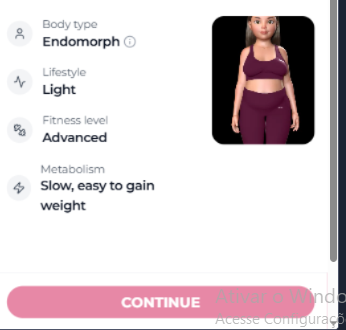 Body type
Endomorph
Lifestyle
Light
Fitness level
Advanced
Metabolism
Slow, easy to gain
weight
CONTINUE
Ativar o Windo
Acesse Configuraçõ